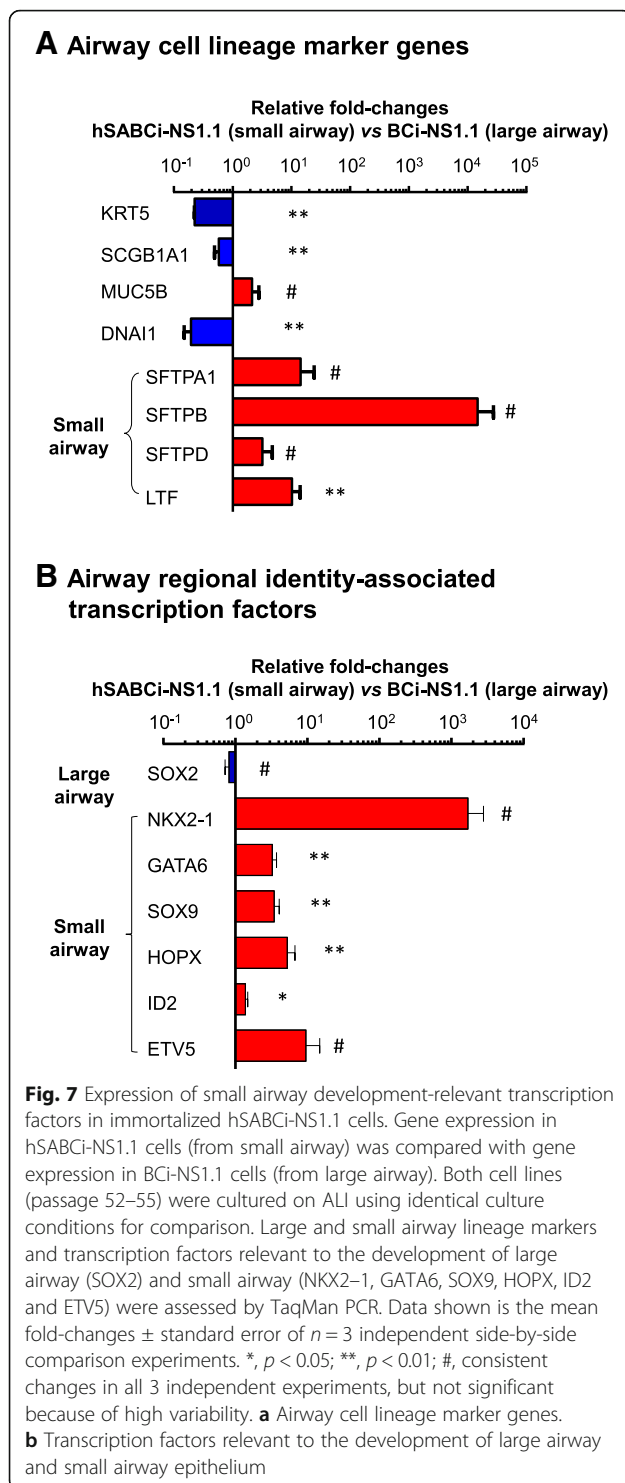 A Airway cell lineage marker genes
Relative fold-changes
hSABCi-NS1.1 (small airway) vs BCi-NS1.1 (large airway)
10⁻¹ 10⁰ 10¹ 10² 10³ 10⁴ 10⁵
KRT5 **
SCGB1A1 **
MUC5B #
DNAI1 **
Small airway
SFTPA1 #
SFTPB #
SFTPD #
LTF **
B Airway regional identity-associated
transcription factors
Relative fold-changes
hSABCi-NS1.1 (small airway) vs BCi-NS1.1 (large airway)
10⁻¹ 10⁰ 10¹ 10² 10³ 10⁴
Large airway
SOX2 #
Small airway
NKX2-1 #
GATA6 **
SOX9 **
HOPX **
ID2 *
ETV5 #
Fig. 7 Expression of small airway development-relevant transcription
factors in immortalized hSABCi-NS1.1 cells. Gene expression in
hSABCi-NS1.1 cells (from small airway) was compared with gene
expression in BCi-NS1.1 cells (from large airway). Both cell lines
(passage 52–55) were cultured on ALI using identical culture
conditions for comparison. Large and small airway lineage markers
and transcription factors relevant to the development of large
airway (SOX2) and small airway (NKX2–1, GATA6, SOX9, HOPX, ID2
and ETV5) were assessed by TaqMan PCR. Data shown is the mean
fold-changes ± standard error of n = 3 independent side-by-side
comparison experiments. *, p < 0.05; **, p < 0.01; #, consistent
changes in all 3 independent experiments, but not significant
because of high variability. a Airway cell lineage marker genes.
b Transcription factors relevant to the development of large airway
and small airway epithelium